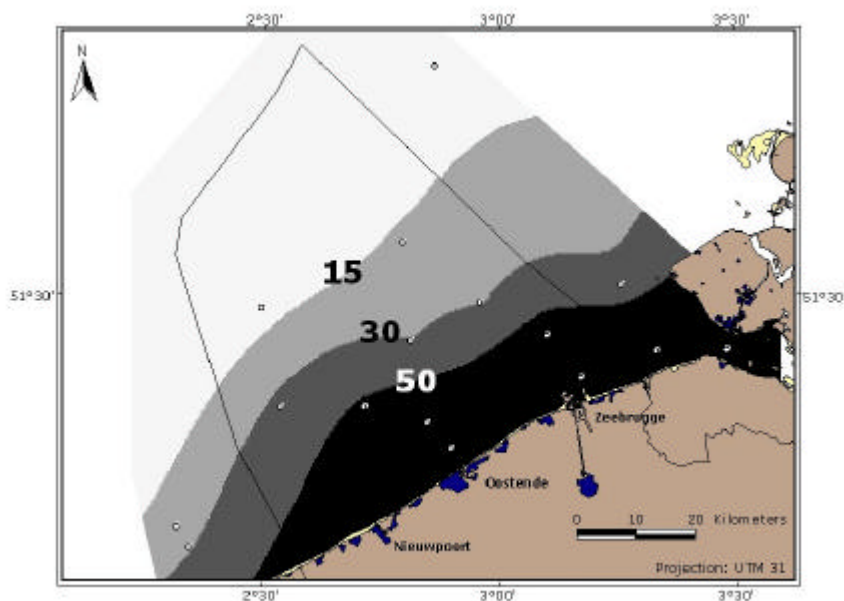 2°30' 3°00' 3°30'
N
15
51°30' 51°30'
30
50
Zeebrugge
Oostende
0 10 20 Kilometers
Nieuwpoort
Projection: UTM 31
2°30' 3°00' 3°30'